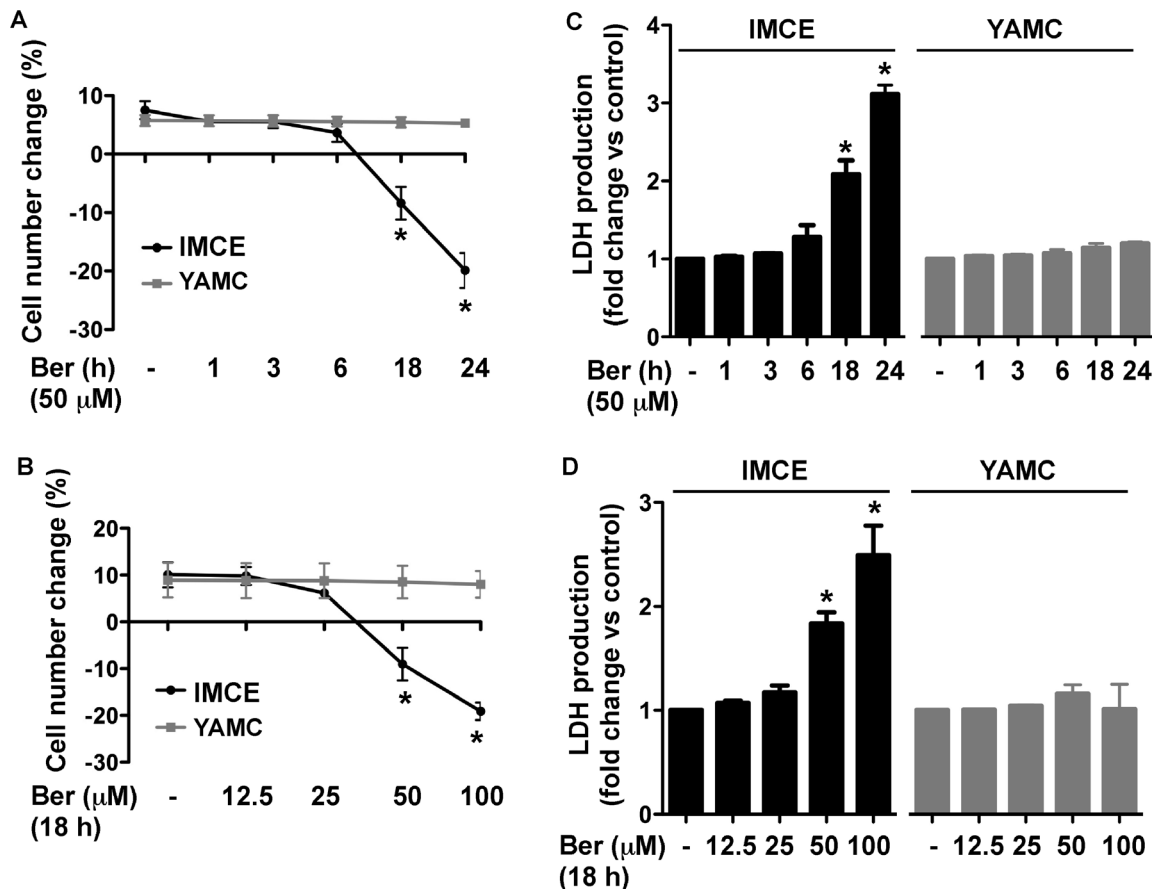 A
Cell number change (%)
10
0
-10
-20
-30
IMCE
YAMC
*
*
Ber (h) - 1 3 6 18 24
(50 μM)
B
Cell number change (%)
20
10
0
-10
-20
-30
IMCE
YAMC
*
*
Ber (μM) - 12.5 25 50 100
(18 h)
C
IMCE YAMC
LDH production
(fold change vs control)
4
3
2
1
0
*
*
Ber (h) - 1 3 6 18 24 - 1 3 6 18 24
(50 μM)
D
IMCE YAMC
LDH production
(fold change vs control)
3
2
1
0
*
*
Ber (μM) - 12.5 25 50 100 - 12.5 25 50 100
(18 h)